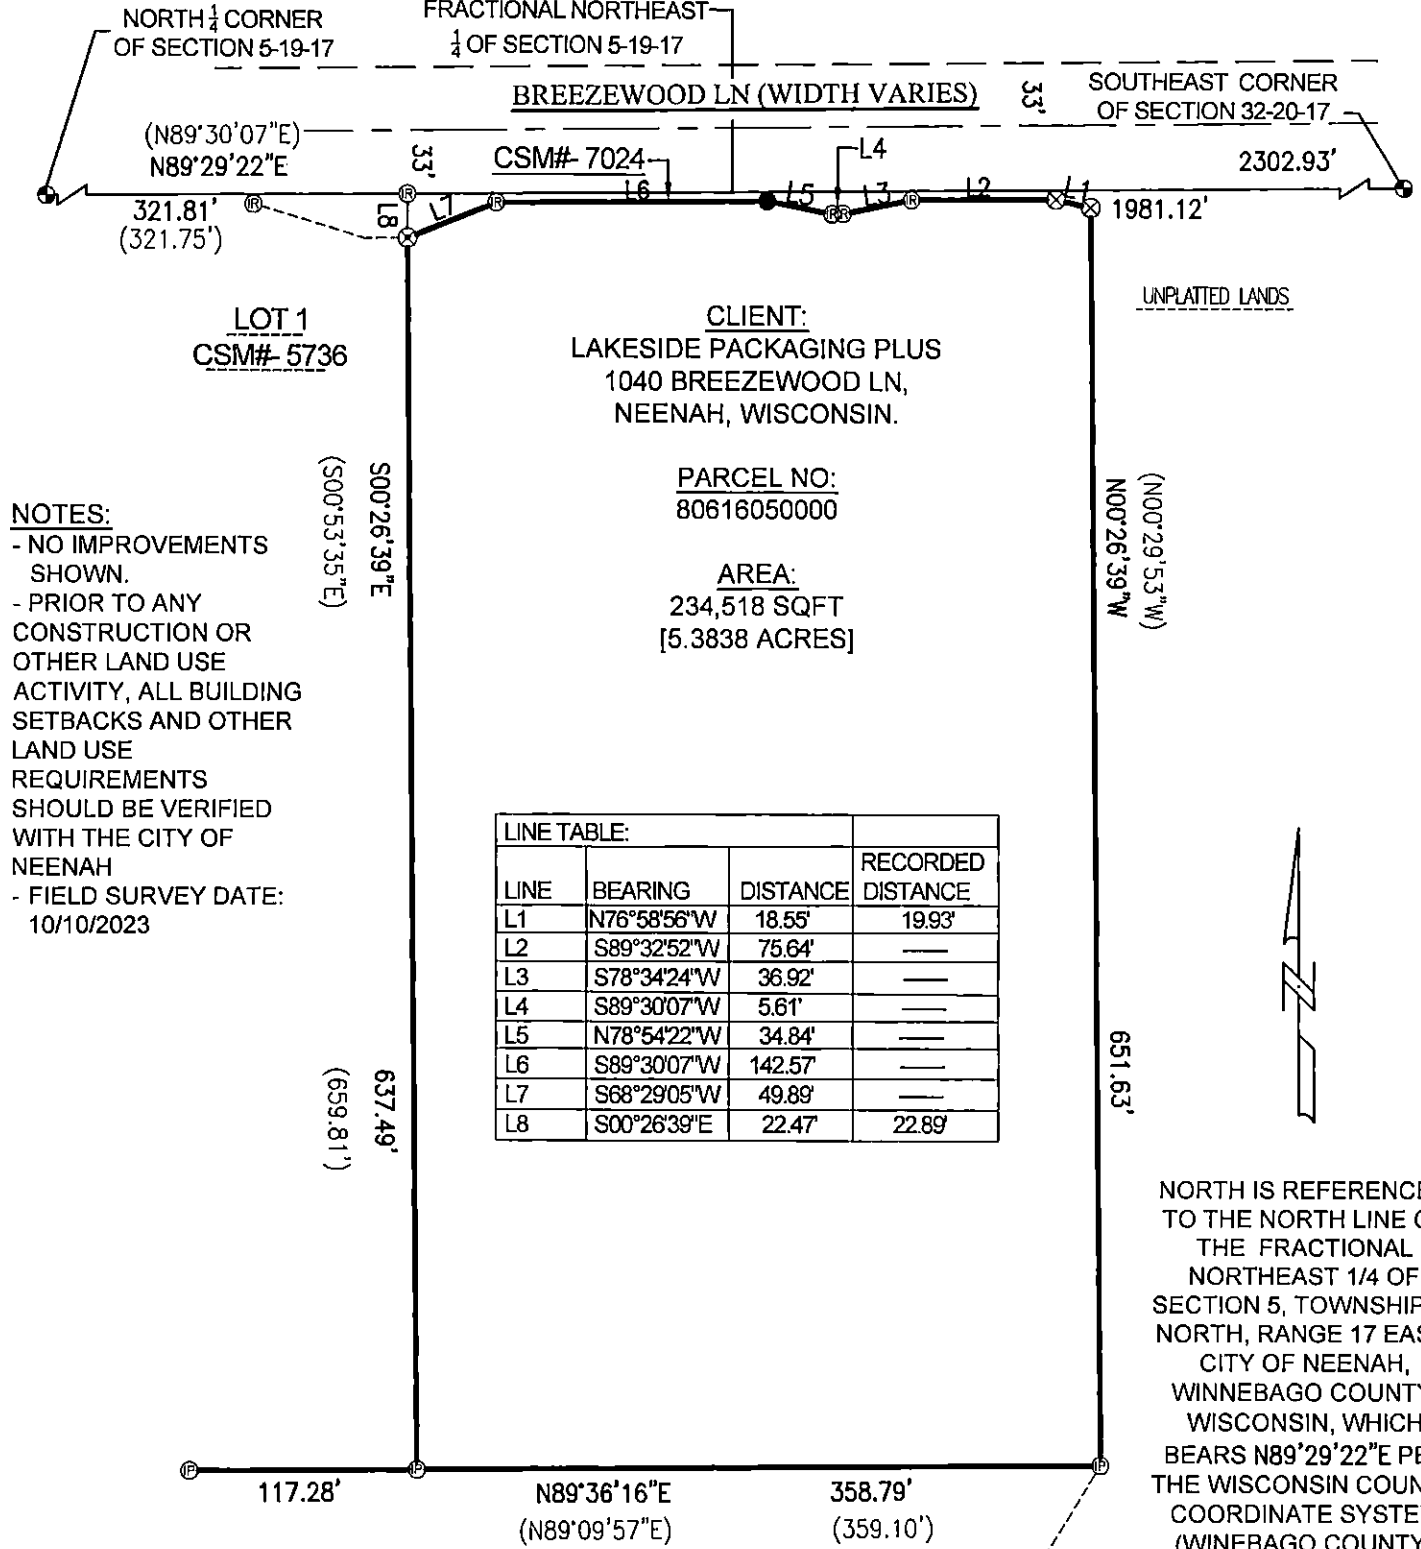 NORTH 1/4 CORNER
OF SECTION 5-19-17
FRACTIONAL NORTHEAST
1/4 OF SECTION 5-19-17
BREEZEWOOD LN (WIDTH VARIES)
33'
SOUTHEAST CORNER
OF SECTION 32-20-17
(N89°30'07"E)
N89°29'22"E
33'
CSM#- 7024
L4
2302.93'
321.81'
(321.75')
L8
L7
L6
L5
L3
L2
L1
1981.12'
UNPLATTED LANDS
LOT 1
CSM#- 5736
CLIENT:
LAKESIDE PACKAGING PLUS
1040 BREEZEWOOD LN,
NEENAH, WISCONSIN.
PARCEL NO:
80616050000
AREA:
234,518 SQFT
[5.3838 ACRES]
(S00°53'35"E)
S00°26'39"E
N00°26'39"W
(N00°29'53"W)
NOTES:
- NO IMPROVEMENTS
SHOWN.
- PRIOR TO ANY
CONSTRUCTION OR
OTHER LAND USE
ACTIVITY, ALL BUILDING
SETBACKS AND OTHER
LAND USE
REQUIREMENTS
SHOULD BE VERIFIED
WITH THE CITY OF
NEENAH
- FIELD SURVEY DATE:
10/10/2023
LINE TABLE:
LINE BEARING DISTANCE RECORDED DISTANCE
L1 N76°58'56"W 18.55' 19.93'
L2 S89°32'52"W 75.64' —
L3 S78°34'24"W 36.92' —
L4 S89°30'07"W 5.61' —
L5 N78°54'22"W 34.84' —
L6 S89°30'07"W 142.57' —
L7 S68°29'05"W 49.89' —
L8 S00°26'39"E 22.47' 22.89'
637.49'
(659.81')
651.63'
N
NORTH IS REFERENCE
TO THE NORTH LINE
THE FRACTIONAL
NORTHEAST 1/4 OF
SECTION 5, TOWNSHIP
NORTH, RANGE 17 EAS
CITY OF NEENAH,
WINNEBAGO COUNTY
WISCONSIN, WHICH
BEARS N89°29'22"E PE
THE WISCONSIN COUN
COORDINATE SYSTE
(WINEBAGO COUNTY
IR
IR
IR
IR
IR
IP
IP
IP
117.28'
N89°36'16"E
(N89°09'57"E)
358.79'
(359.10')